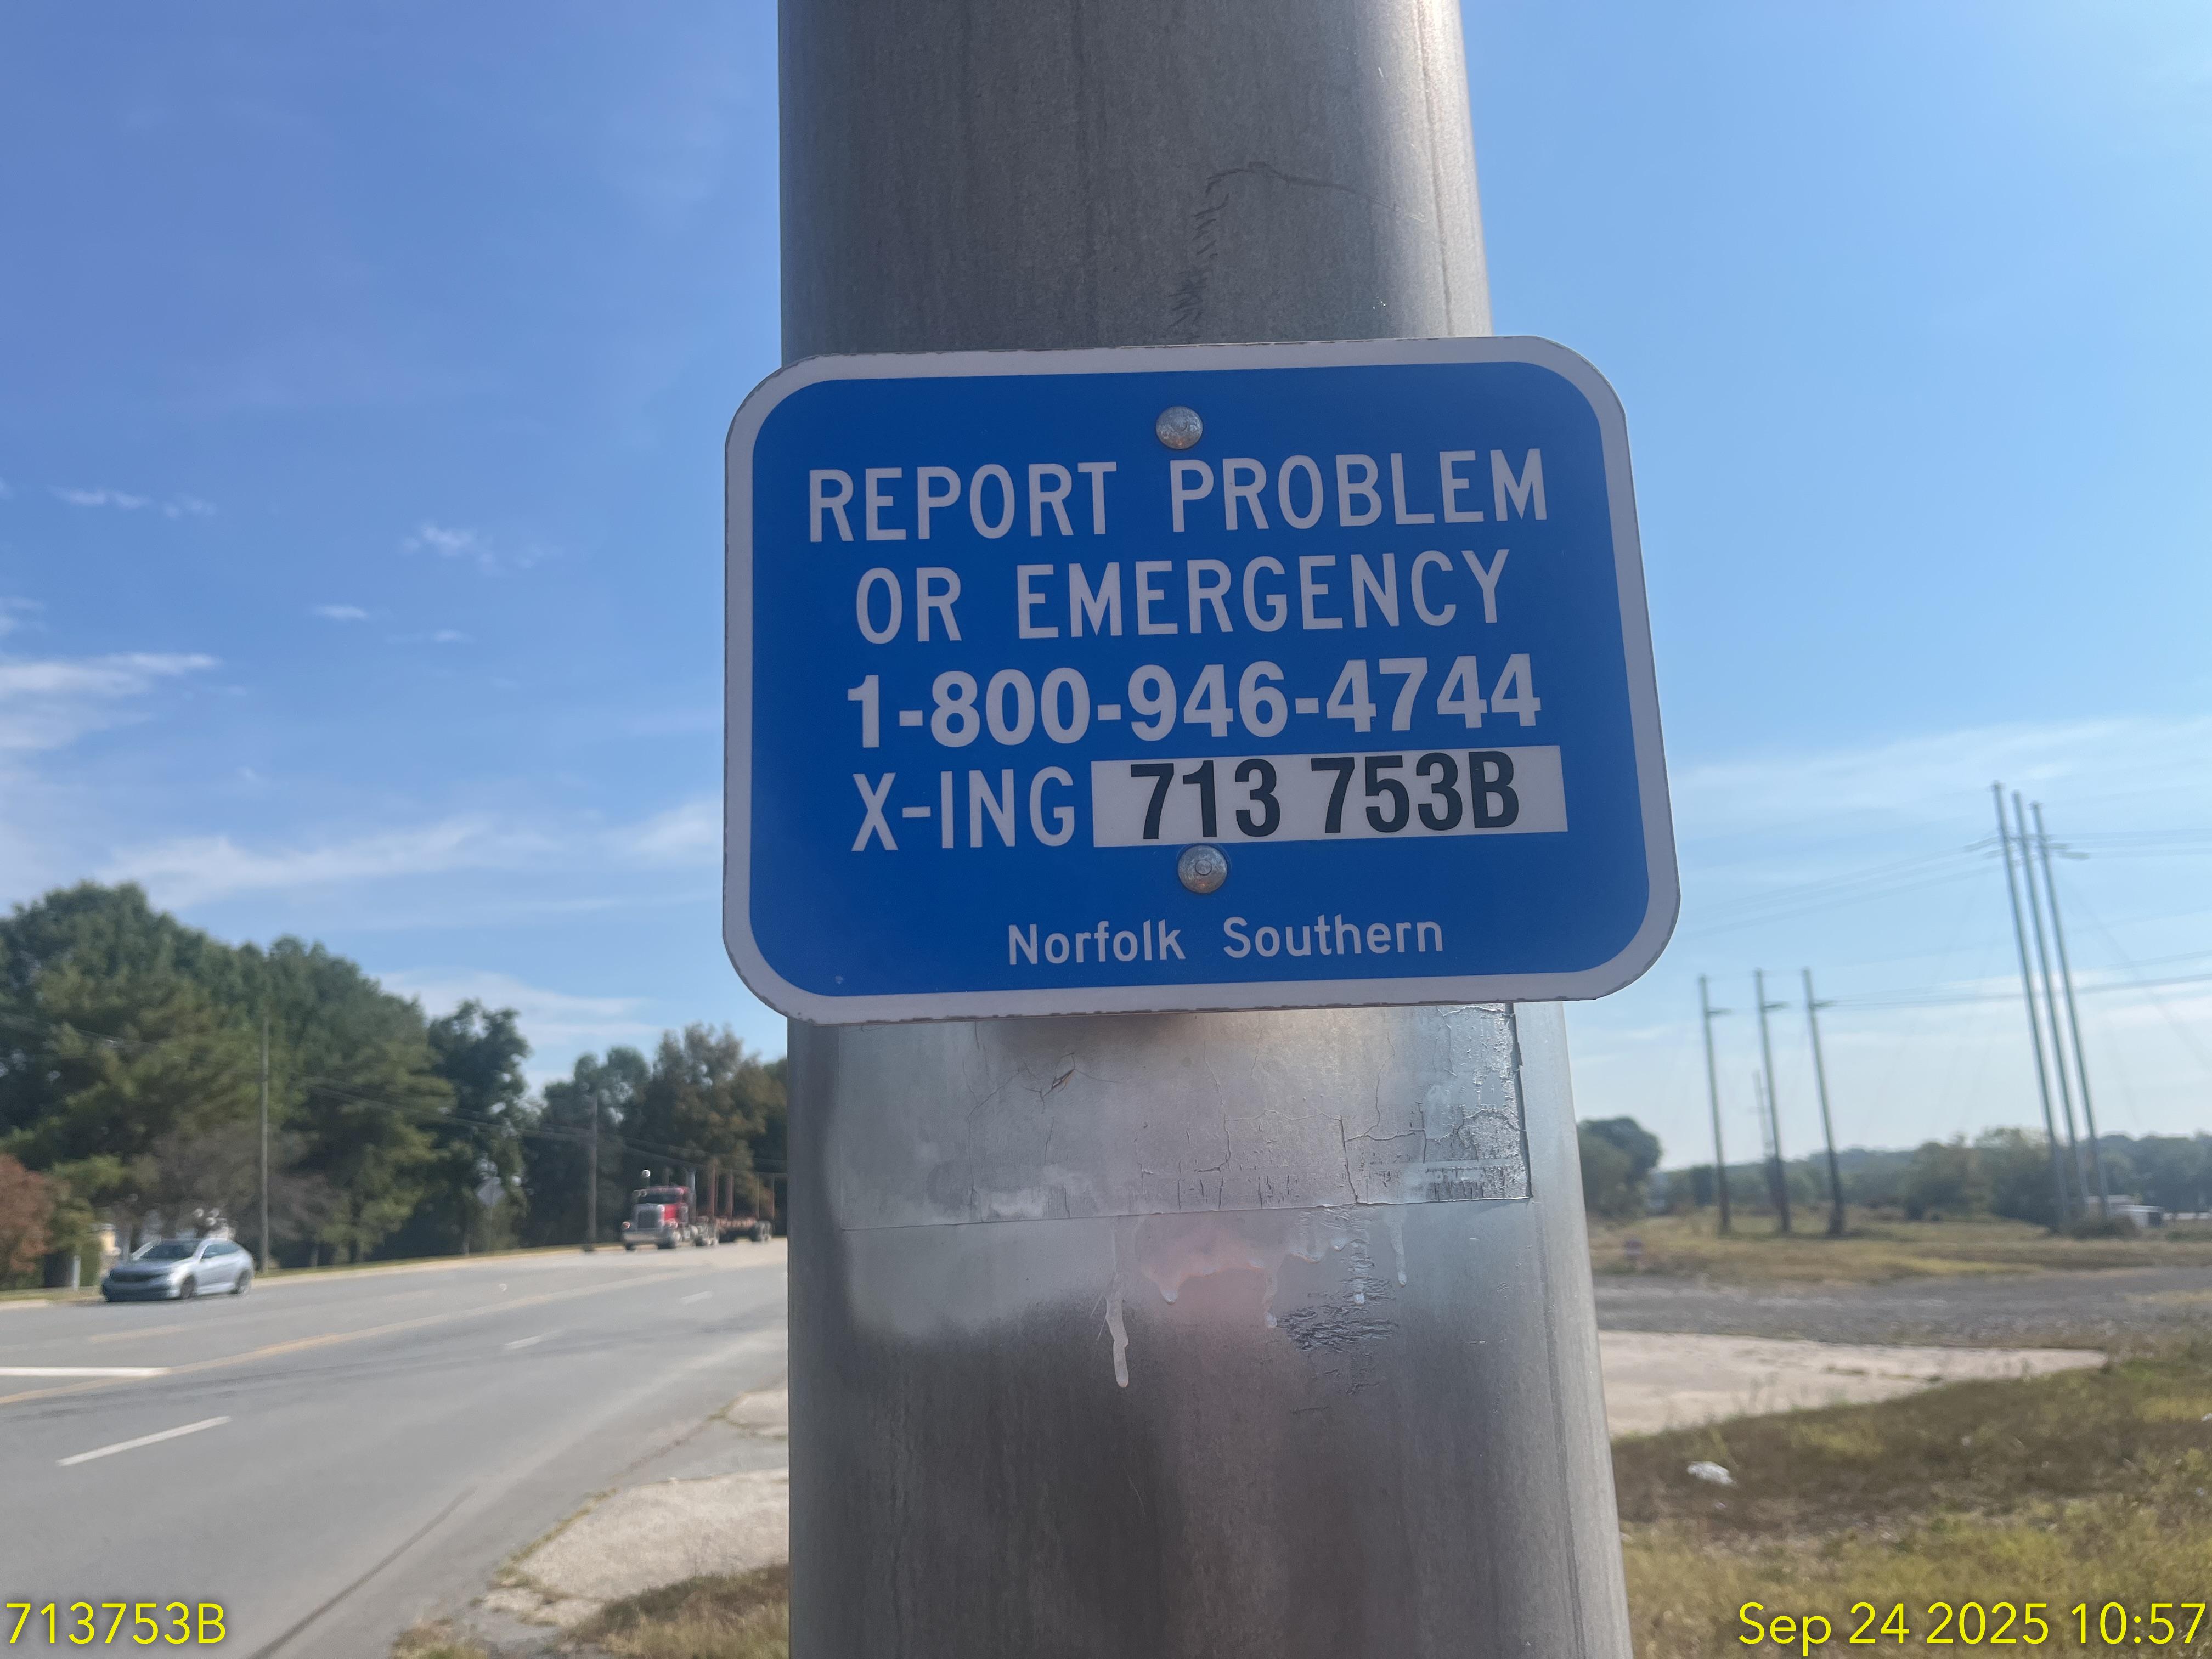 REPORT PROBLEM
OR EMERGENCY
1-800-946-4744
X-ING 713 753B
Norfolk Southern
713753B
Sep 24 2025 10:57